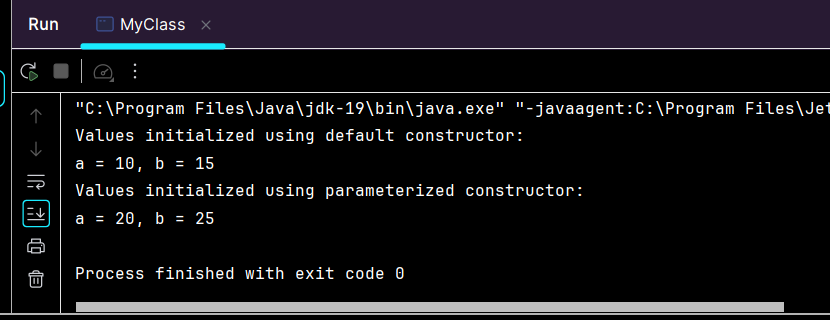 Run MyClass
"C:\Program Files\Java\jdk-19\bin\java.exe" "-javaagent:C:\Program Files\Jet
Values initialized using default constructor:
a = 10, b = 15
Values initialized using parameterized constructor:
a = 20, b = 25
Process finished with exit code 0